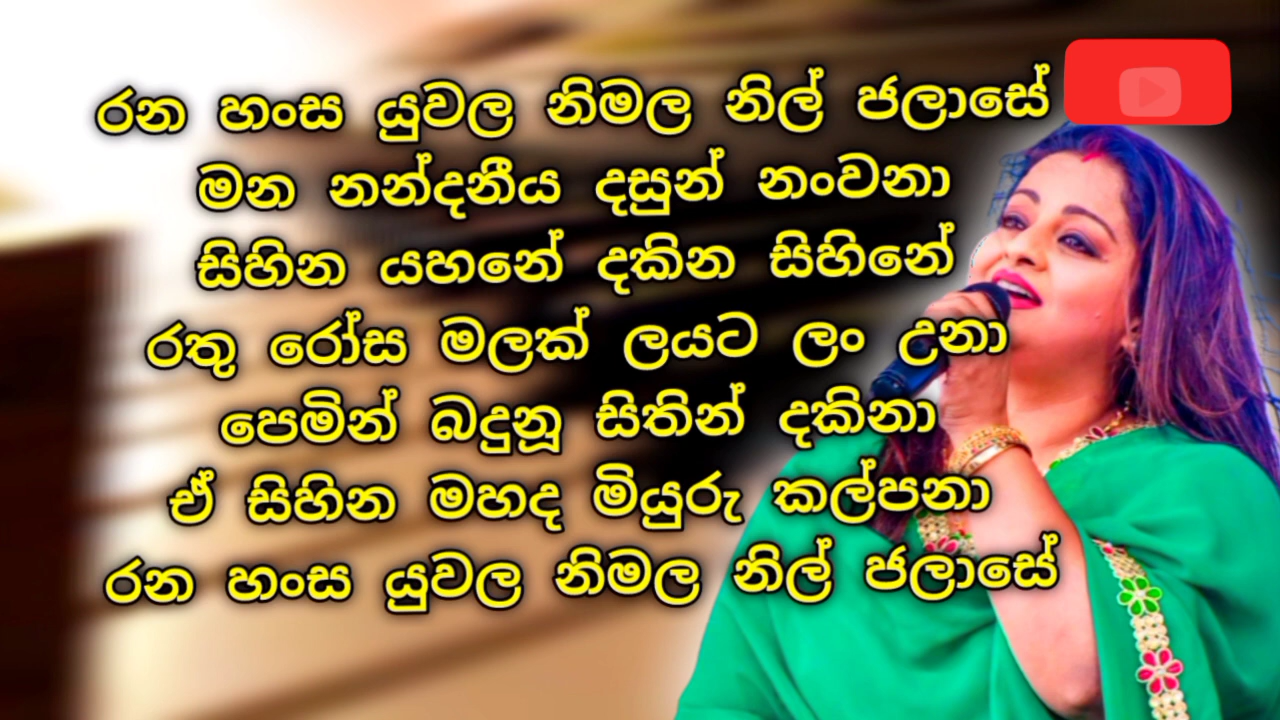 රන හංස යුවල නිමල නිල් ජලාසේ
මන නන්දනීය දසුන් නංවනා
සිහින යහනේ දකින සිහිනේ
රතු රෝස මලක් ලයට ලං උනා
පෙමින් බදුනූ සිතින් දකිනා
ඒ සිහින මහද මියුරු කල්පනා
රන හංස යුවල නිමල නිල් ජලාසේ